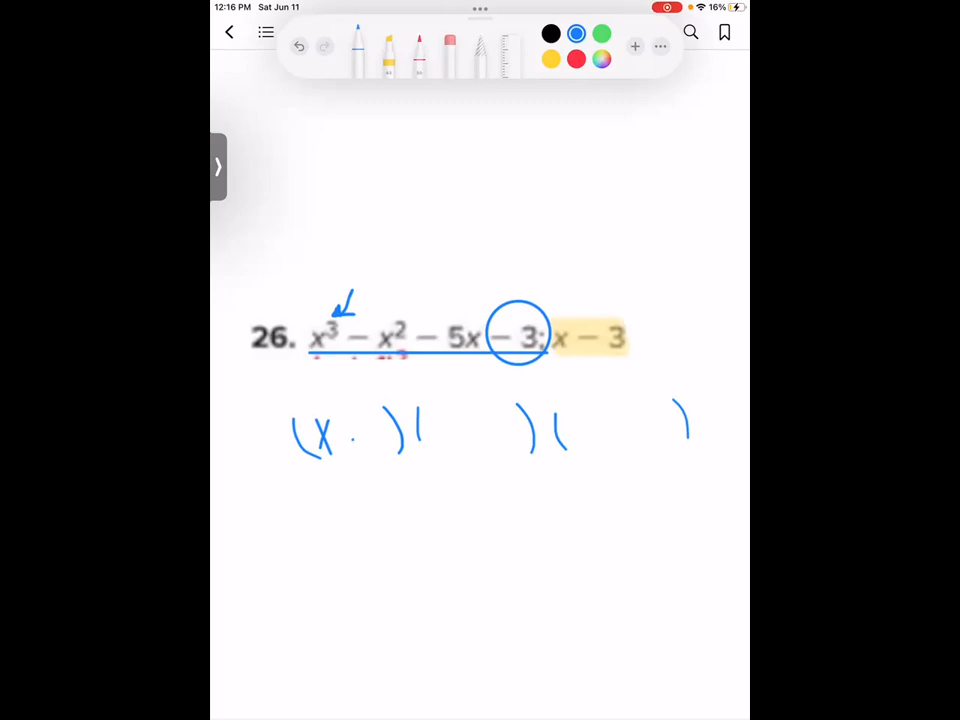 12:16 PM Sat Jun 11 16%
26. x³ − x² − 5x − 3; x − 3
(x · )( )( )